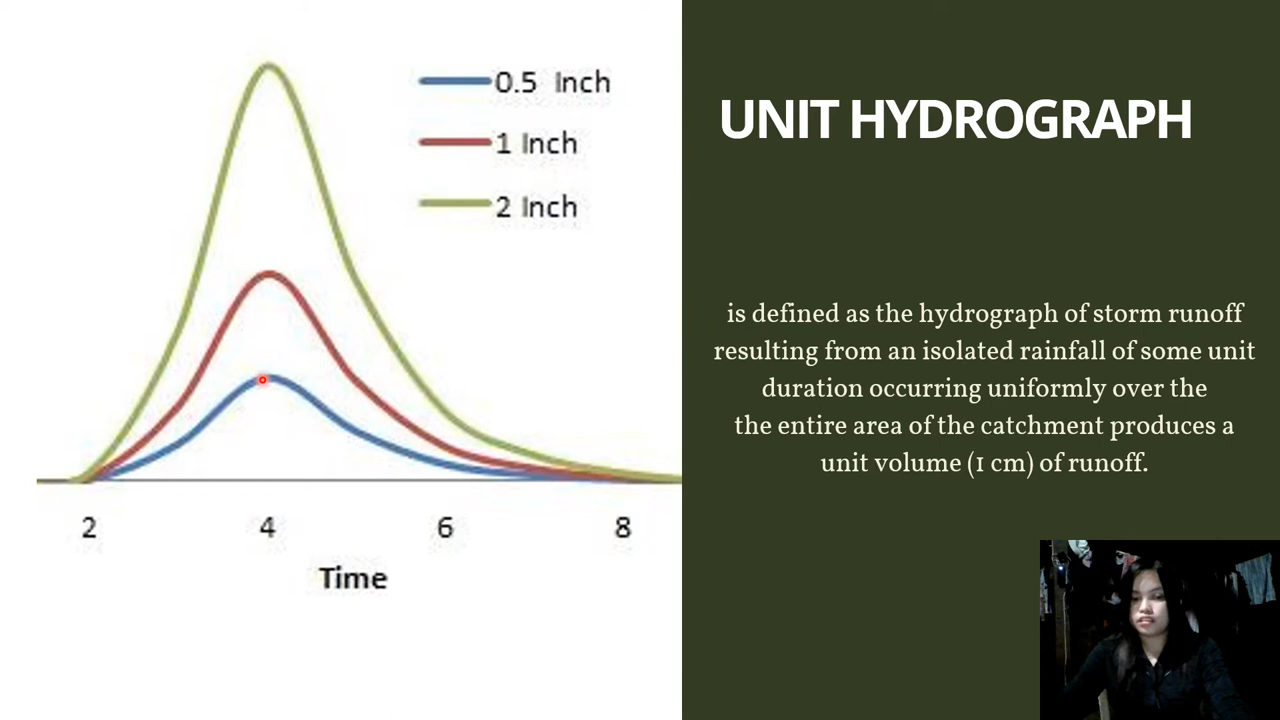 0.5 Inch
1 Inch
2 Inch
2 4 6 8
Time
UNIT HYDROGRAPH
is defined as the hydrograph of storm runoff
resulting from an isolated rainfall of some unit
duration occurring uniformly over the
the entire area of the catchment produces a
unit volume (1 cm) of runoff.